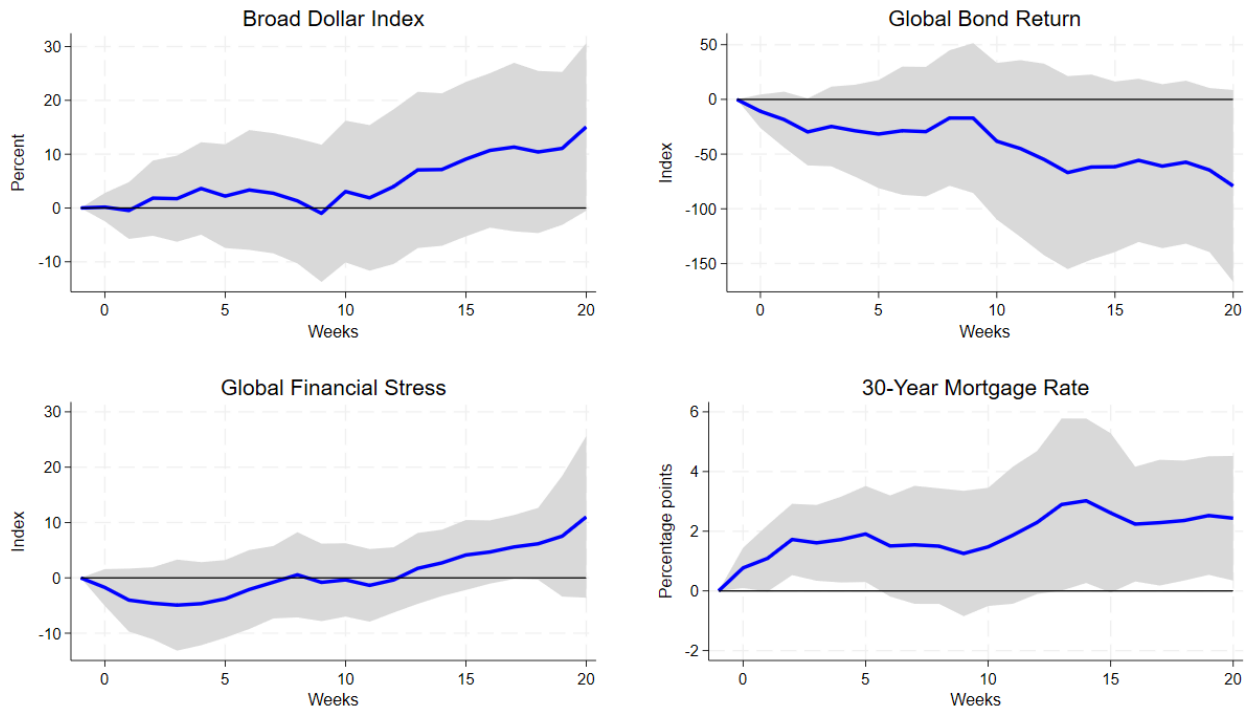 Broad Dollar Index
30
20
10
0
-10
Percent
0 5 10 15 20
Weeks
Global Bond Return
50
0
-50
-100
-150
Index
0 5 10 15 20
Weeks
Global Financial Stress
30
20
10
0
-10
Index
0 5 10 15 20
Weeks
30-Year Mortgage Rate
6
4
2
0
-2
Percentage points
0 5 10 15 20
Weeks